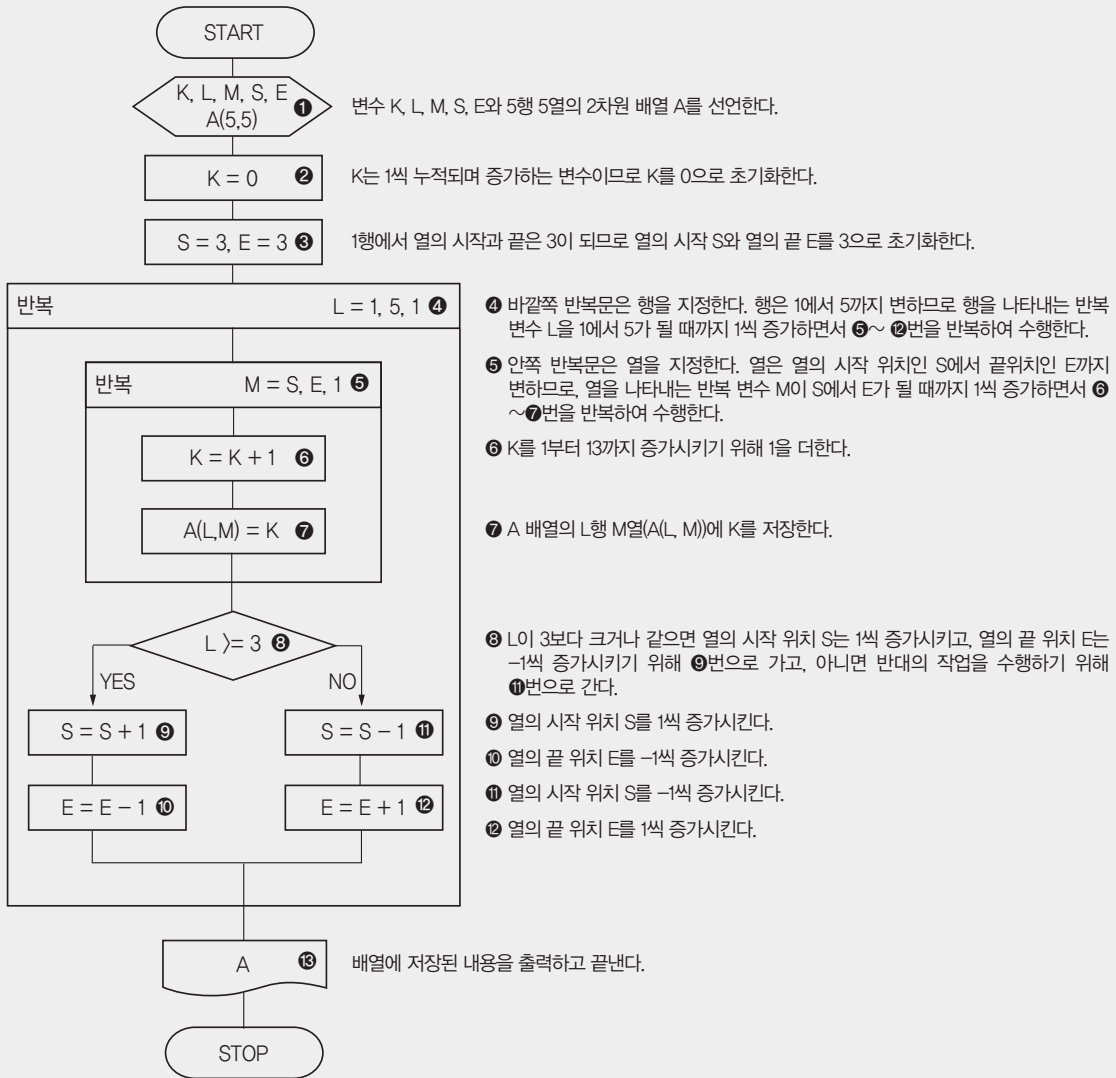 START
K, L, M, S, E
A(5,5) ❶
변수 K, L, M, S, E와 5행 5열의 2차원 배열 A를 선언한다.
K = 0 ❷
K는 1씩 누적되며 증가하는 변수이므로 K를 0으로 초기화한다.
S = 3, E = 3 ❸
1행에서 열의 시작과 끝은 3이 되므로 열의 시작 S와 열의 끝 E를 3으로 초기화한다.
반복 L = 1, 5, 1 ❹
❹ 바깥쪽 반복문은 행을 지정한다. 행은 1에서 5까지 변하므로 행을 나타내는 반복
변수 L을 1에서 5가 될 때까지 1씩 증가하면서 ❺～ ⓬번을 반복하여 수행한다.
반복 M = S, E, 1 ❺
❺ 안쪽 반복문은 열을 지정한다. 열은 열의 시작 위치인 S에서 끝위치인 E까지
변하므로, 열을 나타내는 반복 변수 M이 S에서 E가 될 때까지 1씩 증가하면서 ❻
～❼번을 반복하여 수행한다.
K = K + 1 ❻
❻ K를 1부터 13까지 증가시키기 위해 1을 더한다.
A(L,M) = K ❼
❼ A 배열의 L행 M열(A(L, M))에 K를 저장한다.
L >= 3 ❽
❽ L이 3보다 크거나 같으면 열의 시작 위치 S는 1씩 증가시키고, 열의 끝 위치 E는
−1씩 증가시키기 위해 ❾번으로 가고, 아니면 반대의 작업을 수행하기 위해
⓫번으로 간다.
YES
NO
S = S + 1 ❾
S = S − 1 ⓫
❾ 열의 시작 위치 S를 1씩 증가시킨다.
❿ 열의 끝 위치 E를 −1씩 증가시킨다.
E = E − 1 ❿
E = E + 1 ⓬
⓫ 열의 시작 위치 S를 −1씩 증가시킨다.
⓬ 열의 끝 위치 E를 1씩 증가시킨다.
A ⓭
배열에 저장된 내용을 출력하고 끝낸다.
STOP